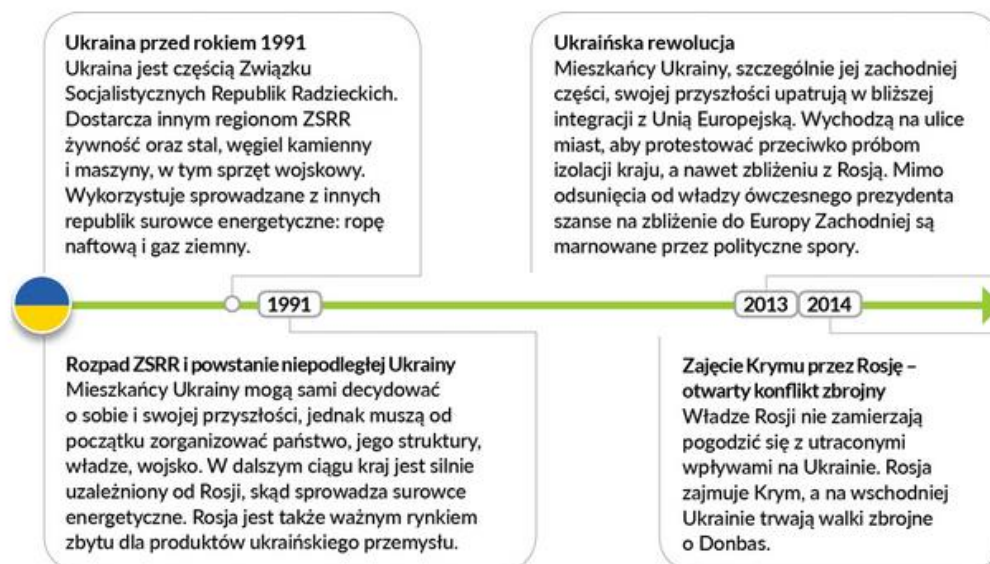 Ukraina przed rokiem 1991
Ukraina jest częścią Związku
Socjalistycznych Republik Radzieckich.
Dostarcza innym regionom ZSRR
żywność oraz stal, węgiel kamienny
i maszyny, w tym sprzęt wojskowy.
Wykorzystuje sprowadzane z innych
republik surowce energetyczne: ropę
naftową i gaz ziemny.
Ukraińska rewolucja
Mieszkańcy Ukrainy, szczególnie jej zachodniej
części, swojej przyszłości upatrują w bliższej
integracji z Unią Europejską. Wychodzą na ulice
miast, aby protestować przeciwko próbom
izolacji kraju, a nawet zbliżeniu z Rosją. Mimo
odsunięcia od władzy ówczesnego prezydenta
szanse na zbliżenie do Europy Zachodniej są
marnowane przez polityczne spory.
1991
2013
2014
Rozpad ZSRR i powstanie niepodległej Ukrainy
Mieszkańcy Ukrainy mogą sami decydować
o sobie i swojej przyszłości, jednak muszą od
początku zorganizować państwo, jego struktury,
władze, wojsko. W dalszym ciągu kraj jest silnie
uzależniony od Rosji, skąd sprowadza surowce
energetyczne. Rosja jest także ważnym rynkiem
zbytu dla produktów ukraińskiego przemysłu.
Zajęcie Krymu przez Rosję –
otwarty konflikt zbrojny
Władze Rosji nie zamierzają
pogodzić się z utraconymi
wpływami na Ukrainie. Rosja
zajmuje Krym, a na wschodniej
Ukrainie trwają walki zbrojne
o Donbas.